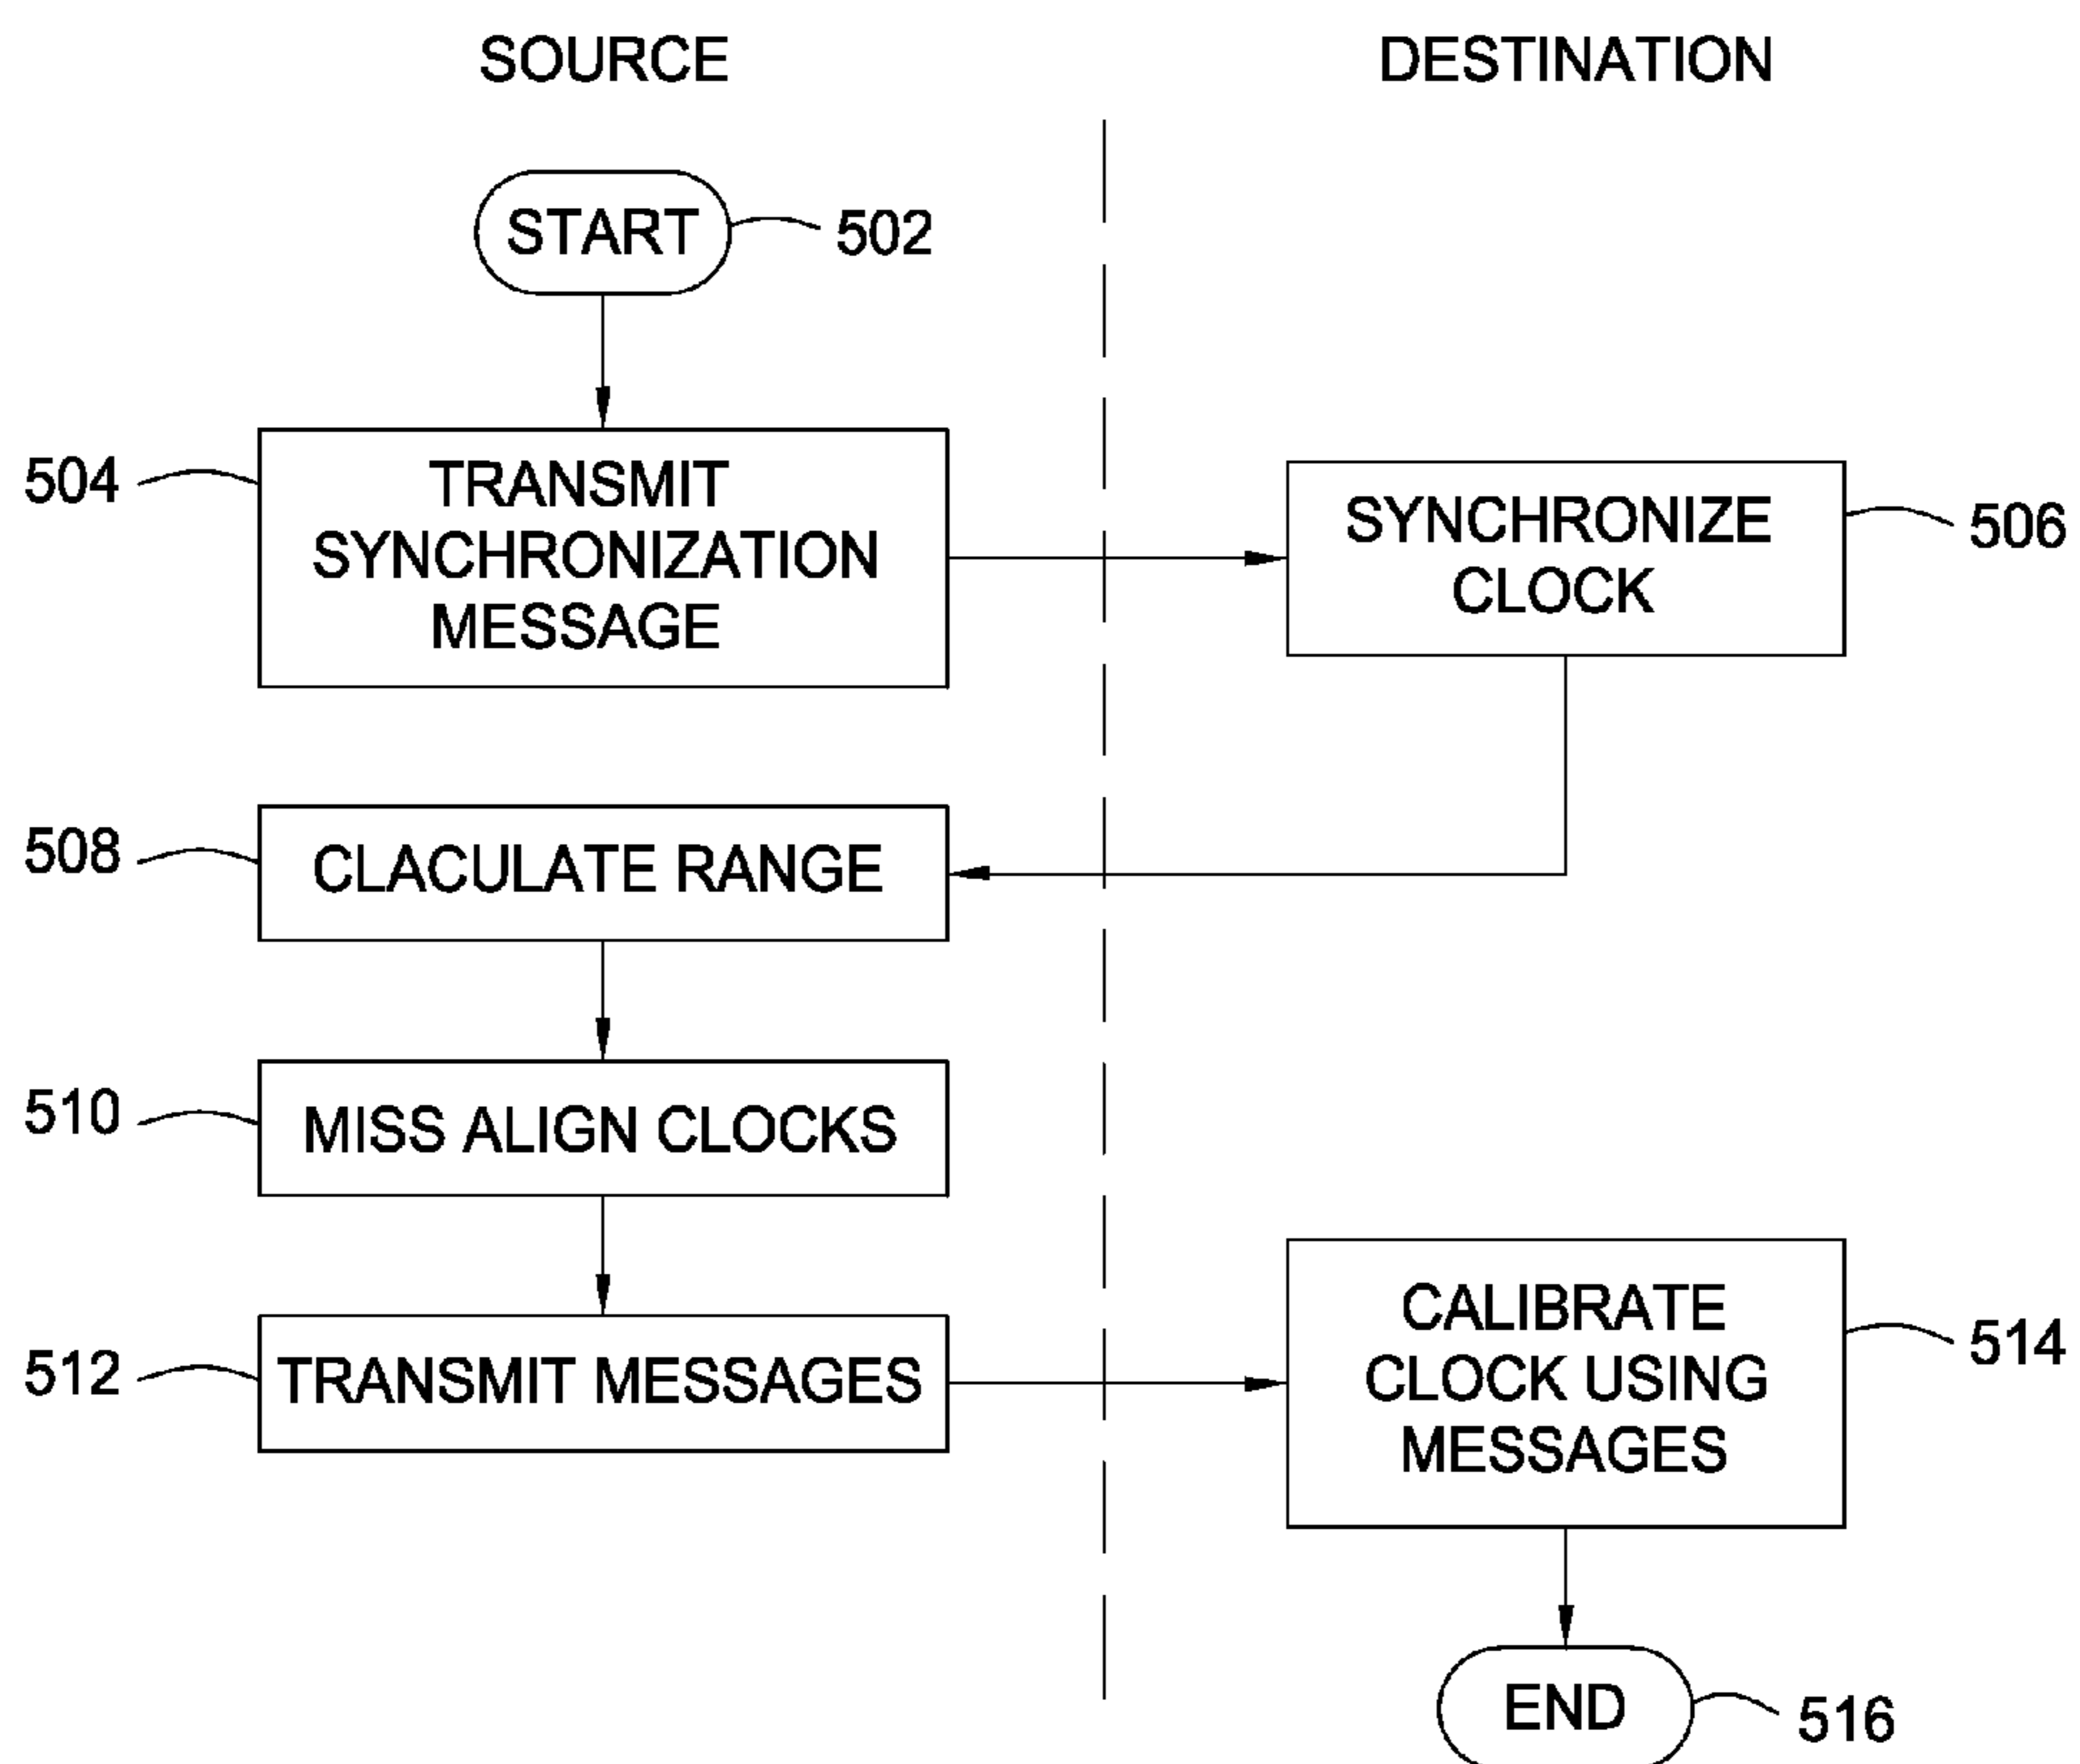 SOURCE
DESTINATION
START
502
504
TRANSMIT
SYNCHRONIZATION
MESSAGE
SYNCHRONIZE
CLOCK
506
508
CLACULATE RANGE
510
MISS ALIGN CLOCKS
512
TRANSMIT MESSAGES
CALIBRATE
CLOCK USING
MESSAGES
514
END
516